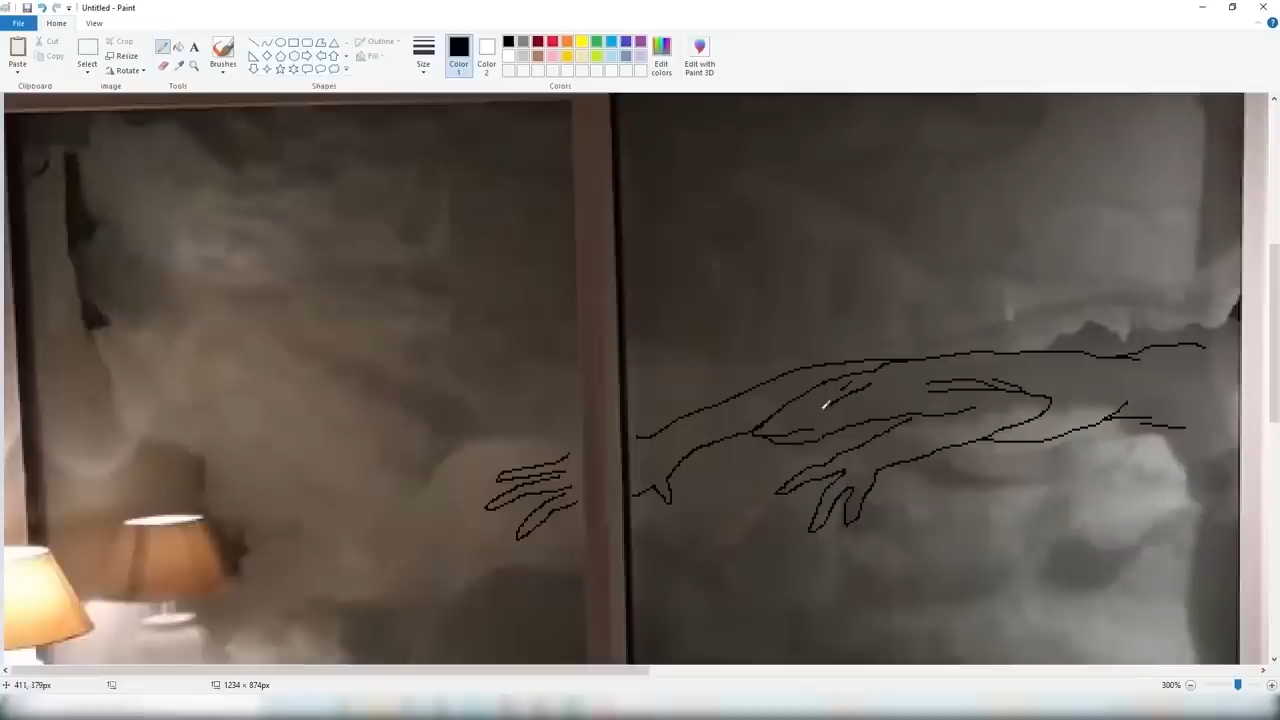 Untitled - Paint
File Home View
Paste
Cut
Copy
Clipboard
Select
Crop
Resize
Rotate
Image
A
Tools
Brushes
Outline
Fill
Shapes
Size
Color 1
Color 2
Edit colors
Colors
Edit with Paint 3D
411, 379px
1234 × 874px
300%